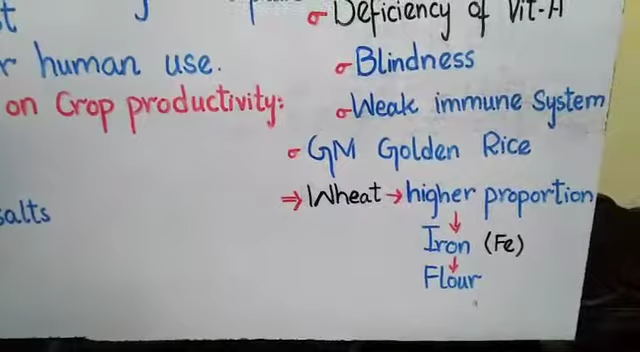 Deficiency of Vit-A
human use.
Blindness
on Crop productivity:
Weak immune System
GM Golden Rice
salts
⇒ Wheat → higher proportion
↓
Iron (Fe)
↓
Flour